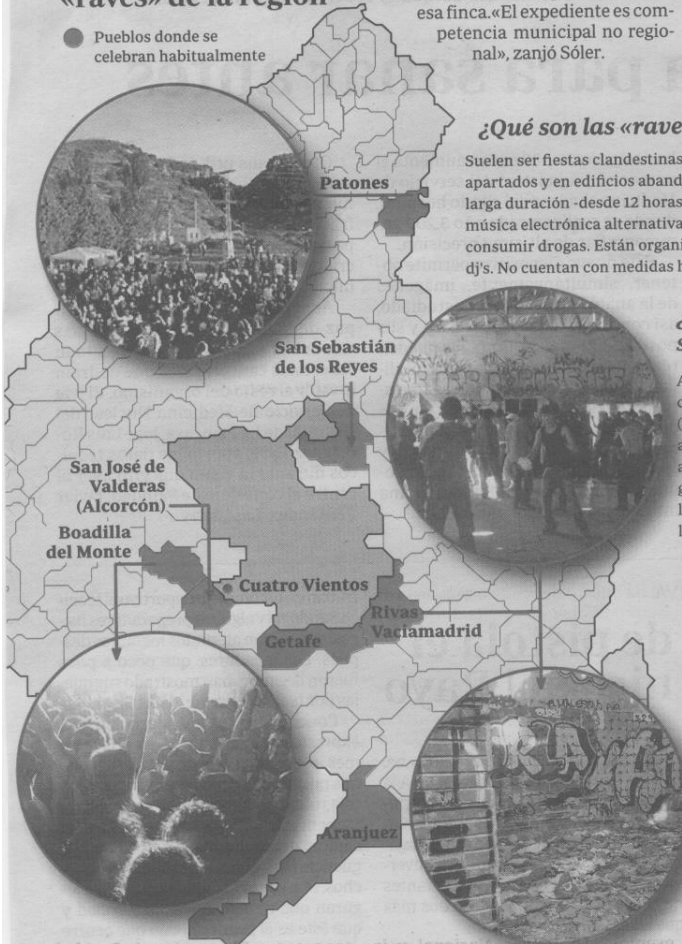 «raves» de la región
Pueblos donde se
celebran habitualmente
esa finca.«El expediente es com-
petencia municipal no regio-
nal», zanjó Sóler.
¿Qué son las «rave
Suelen ser fiestas clandestinas
apartados y en edificios aband
larga duración -desde 12 horas
música electrónica alternativa
consumir drogas. Están organi
dj's. No cuentan con medidas h
Patones
San Sebastián
de los Reyes
San José de
Valderas
(Alcorcón)
Boadilla
del Monte
Cuatro Vientos
Rivas
Vaciamadrid
Getafe
Aranjuez